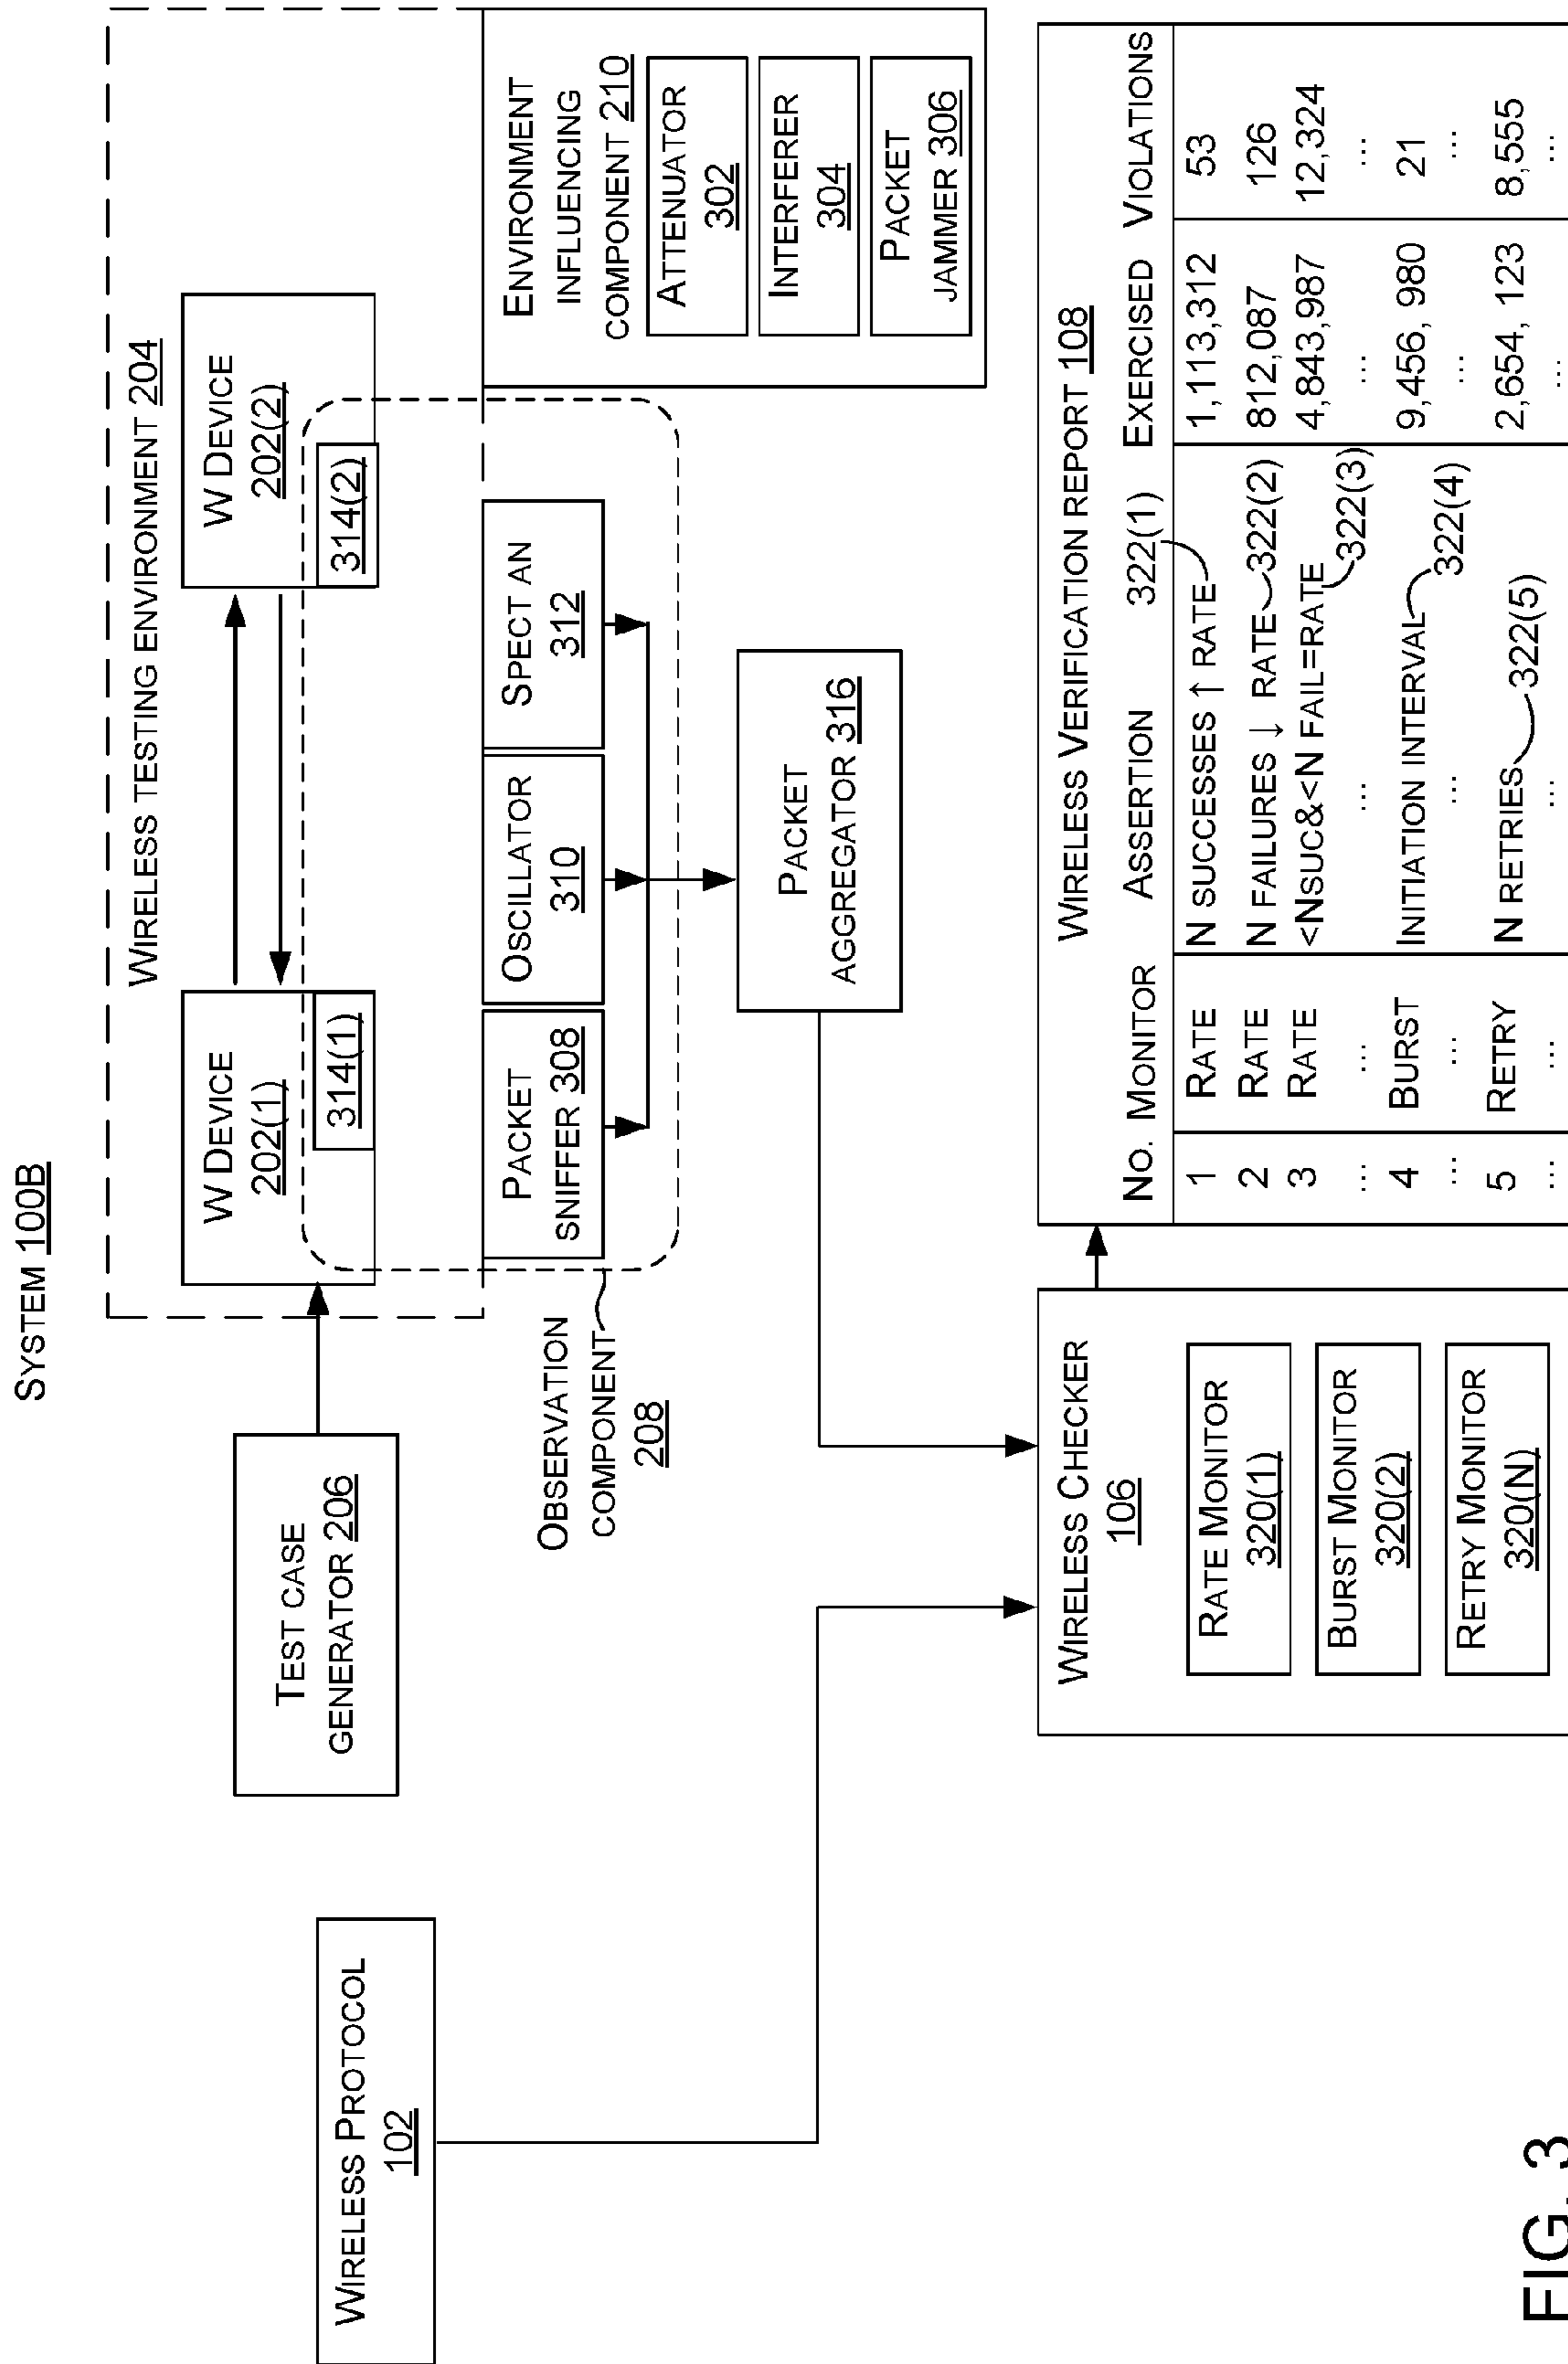 SYSTEM 100B
WIRELESS TESTING ENVIRONMENT 204
W DEVICE
202(1)
314(1)
W DEVICE
202(2)
314(2)
TEST CASE
GENERATOR 206
WIRELESS PROTOCOL
102
OBSERVATION
COMPONENT
208
PACKET
SNIFFER 308
OSCILLATOR
310
SPECT AN
312
ENVIRONMENT
INFLUENCING
COMPONENT 210
ATTENUATOR
302
INTERFERER
304
PACKET
JAMMER 306
PACKET
AGGREGATOR 316
WIRELESS CHECKER
106
RATE MONITOR
320(1)
BURST MONITOR
320(2)
RETRY MONITOR
320(N)
WIRELESS VERIFICATION REPORT 108
NO. MONITOR ASSERTION 322(1) EXERCISED VIOLATIONS
1 RATE N SUCCESSES ↑ RATE 1,113,312 53
2 RATE N FAILURES ↓ RATE 322(2) 812,087 126
3 RATE <NSUC&<N FAIL=RATE 4,843,987 12,324
322(3)
... ... ... ... ...
4 BURST INITIATION INTERVAL 9,456, 980 21
322(4)
... ... ... ... ...
5 RETRY N RETRIES 322(5) 2,654, 123 8,555
... ... ... ... ...
FIG. 3